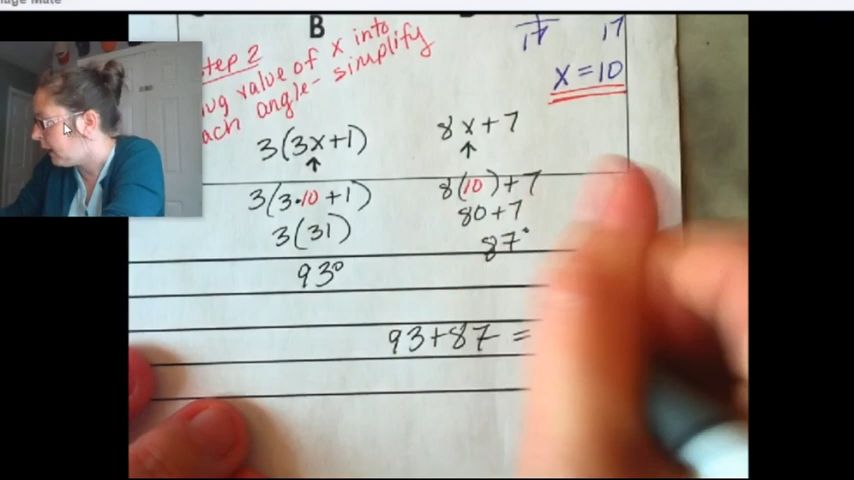 B
17 17
x = 10
Step 2
Plug value of x into
each angle - simplify
3(3x+1) 8x+7
3(3·10+1) 8(10)+7
3(31) 80+7
93° 87°
93+87 =